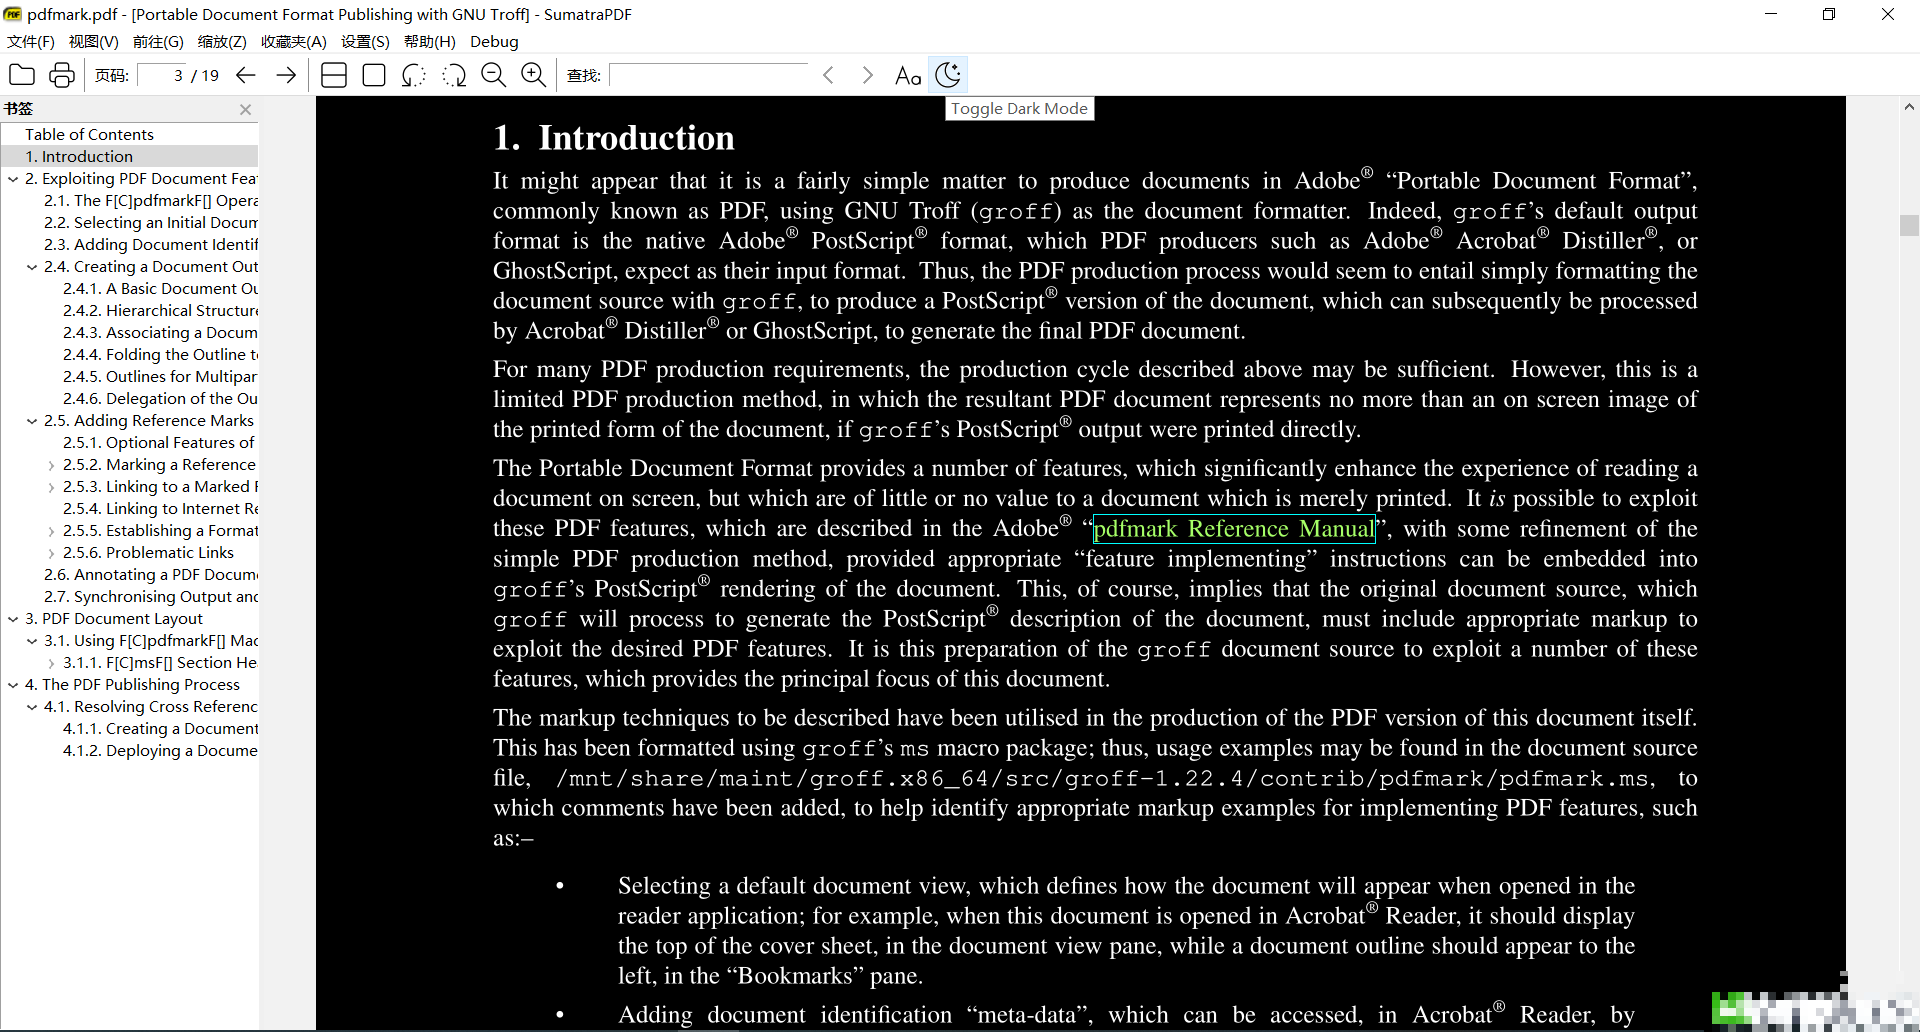 pdfmark.pdf - [Portable Document Format Publishing with GNU Troff] - SumatraPDF
文件(F) 视图(V) 前往(G) 缩放(Z) 收藏夹(A) 设置(S) 帮助(H) Debug
页码: 3 / 19 查找: Aa
Toggle Dark Mode
书签
Table of Contents
1. Introduction
2. Exploiting PDF Document Fea
2.1. The F[C]pdfmarkF[] Opera
2.2. Selecting an Initial Docum
2.3. Adding Document Identif
2.4. Creating a Document Out
2.4.1. A Basic Document Ou
2.4.2. Hierarchical Structure
2.4.3. Associating a Docum
2.4.4. Folding the Outline to
2.4.5. Outlines for Multipar
2.4.6. Delegation of the Ou
2.5. Adding Reference Marks
2.5.1. Optional Features of
2.5.2. Marking a Reference
2.5.3. Linking to a Marked R
2.5.4. Linking to Internet Re
2.5.5. Establishing a Format
2.5.6. Problematic Links
2.6. Annotating a PDF Docum
2.7. Synchronising Output and
3. PDF Document Layout
3.1. Using F[C]pdfmarkF[] Mac
3.1.1. F[C]msF[] Section He
4. The PDF Publishing Process
4.1. Resolving Cross Referenc
4.1.1. Creating a Document
4.1.2. Deploying a Docume
1. Introduction
It might appear that it is a fairly simple matter to produce documents in Adobe® “Portable Document Format”,
commonly known as PDF, using GNU Troff (groff) as the document formatter. Indeed, groff’s default output
format is the native Adobe® PostScript® format, which PDF producers such as Adobe® Acrobat® Distiller®, or
GhostScript, expect as their input format. Thus, the PDF production process would seem to entail simply formatting the
document source with groff, to produce a PostScript® version of the document, which can subsequently be processed
by Acrobat® Distiller® or GhostScript, to generate the final PDF document.
For many PDF production requirements, the production cycle described above may be sufficient. However, this is a
limited PDF production method, in which the resultant PDF document represents no more than an on screen image of
the printed form of the document, if groff’s PostScript® output were printed directly.
The Portable Document Format provides a number of features, which significantly enhance the experience of reading a
document on screen, but which are of little or no value to a document which is merely printed. It is possible to exploit
these PDF features, which are described in the Adobe® “pdfmark Reference Manual”, with some refinement of the
simple PDF production method, provided appropriate “feature implementing” instructions can be embedded into
groff’s PostScript® rendering of the document. This, of course, implies that the original document source, which
groff will process to generate the PostScript® description of the document, must include appropriate markup to
exploit the desired PDF features. It is this preparation of the groff document source to exploit a number of these
features, which provides the principal focus of this document.
The markup techniques to be described have been utilised in the production of the PDF version of this document itself.
This has been formatted using groff’s ms macro package; thus, usage examples may be found in the document source
file, /mnt/share/maint/groff.x86_64/src/groff-1.22.4/contrib/pdfmark/pdfmark.ms, to
which comments have been added, to help identify appropriate markup examples for implementing PDF features, such
as:–
• Selecting a default document view, which defines how the document will appear when opened in the
reader application; for example, when this document is opened in Acrobat® Reader, it should display
the top of the cover sheet, in the document view pane, while a document outline should appear to the
left, in the “Bookmarks” pane.
• Adding document identification “meta-data”, which can be accessed, in Acrobat® Reader, by